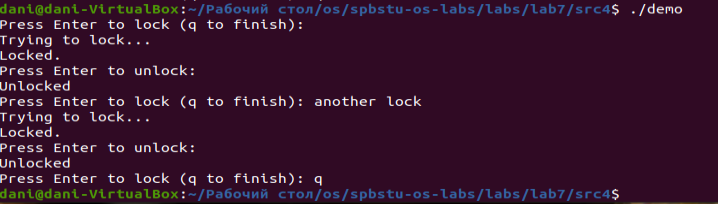 dani@dani-VirtualBox:~/Рабочий стол/os/spbstu-os-labs/labs/lab7/src4$ ./demo
Press Enter to lock (q to finish):
Trying to lock...
Locked.
Press Enter to unlock:
Unlocked
Press Enter to lock (q to finish): another lock
Trying to lock...
Locked.
Press Enter to unlock:
Unlocked
Press Enter to lock (q to finish): q
dani@dani-VirtualBox:~/Рабочий стол/os/spbstu-os-labs/labs/lab7/src4$